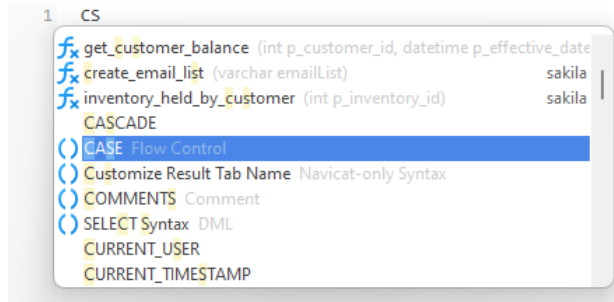 1 CS
get_customer_balance (int p_customer_id, datetime p_effective_date
create_email_list (varchar emailList) sakila
inventory_held_by_customer (int p_inventory_id) sakila
CASCADE
CASE Flow Control
Customize Result Tab Name Navicat-only Syntax
COMMENTS Comment
SELECT Syntax DML
CURRENT_USER
CURRENT_TIMESTAMP